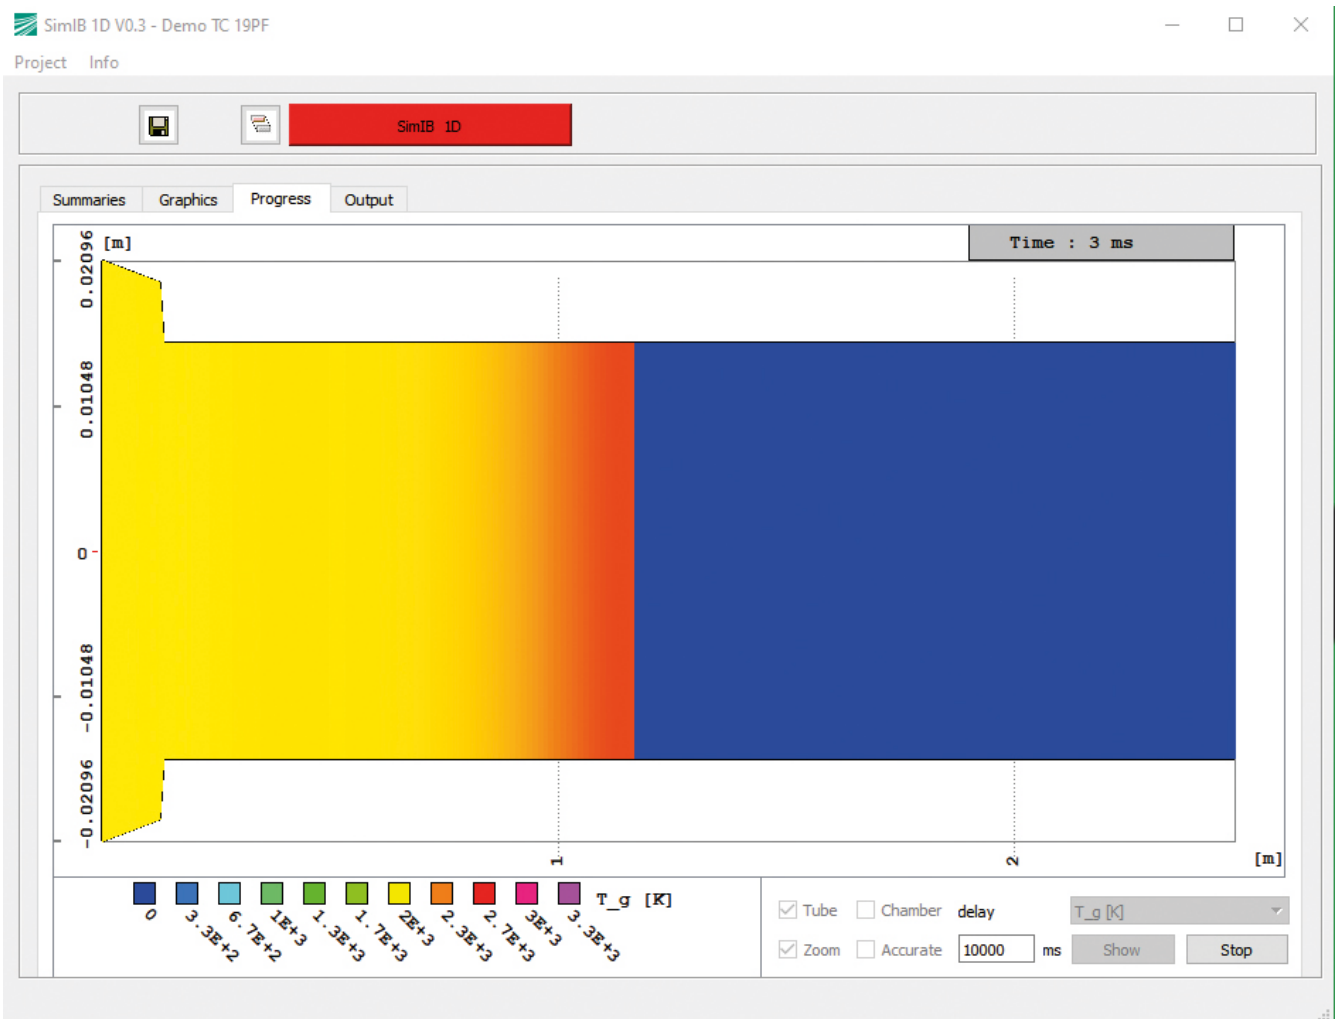 SimIB 1D V0.3 - Demo TC 19PF
Project Info
SimIB 1D
Summaries Graphics Progress Output
[m]
Time : 3 ms
0.02096
0.01048
0
-0.01048
-0.02096
1
2
[m]
0
3.3E+2
6.7E+2
1E+3
1.3E+3
1.7E+3
2E+3
2.3E+3
2.7E+3
3E+3
3.3E+3
T_g [K]
Tube Chamber delay T_g [K]
Zoom Accurate 10000 ms Show Stop